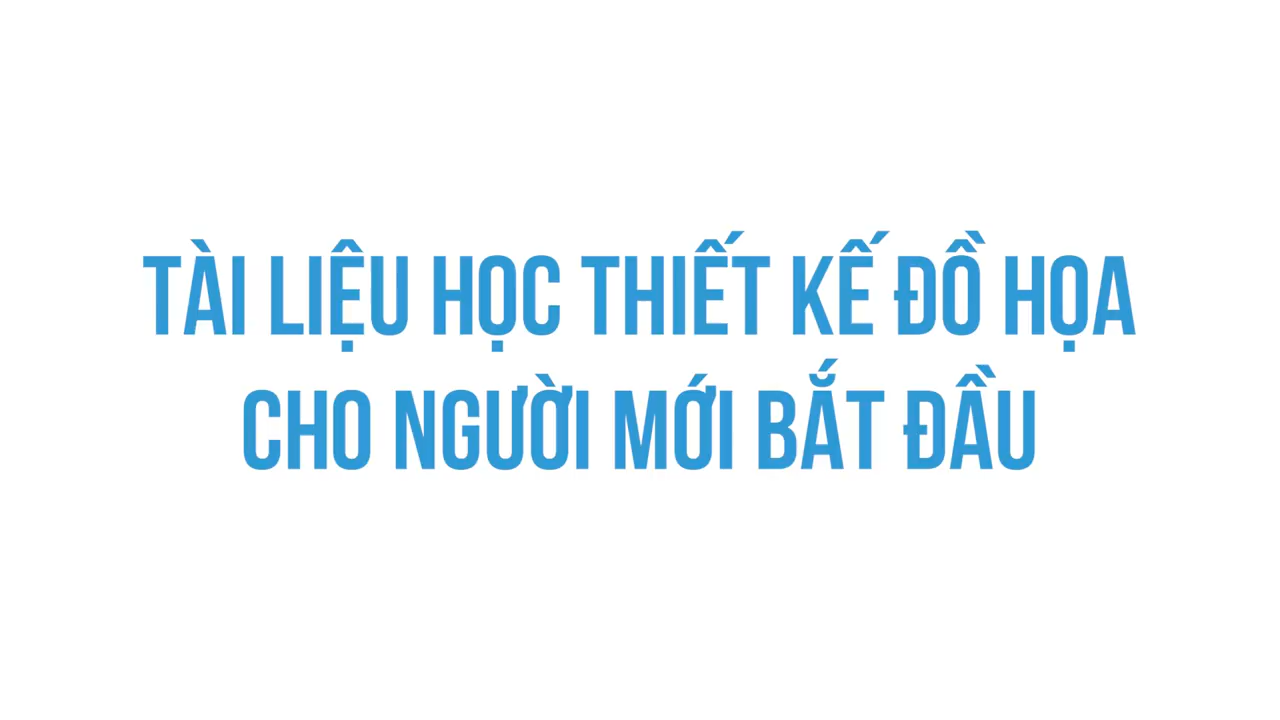 TÀI LIỆU HỌC THIẾT KẾ ĐỒ HỌA
CHO NGƯỜI MỚI BẮT ĐẦU